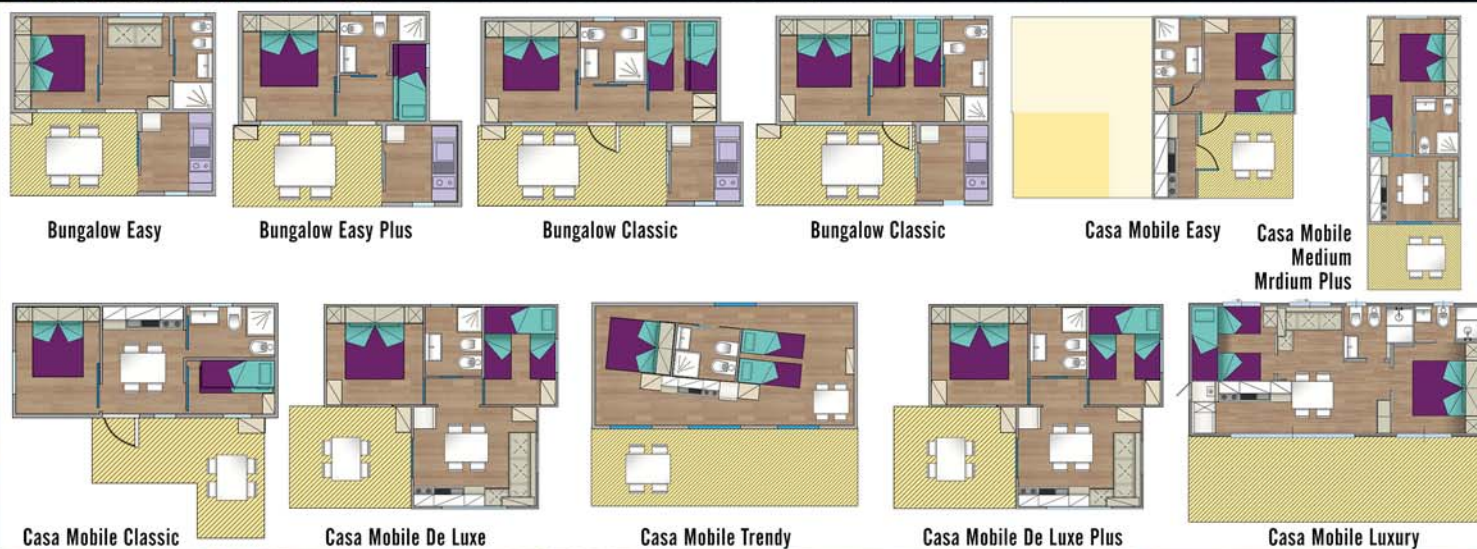 Bungalow Easy
Bungalow Easy Plus
Bungalow Classic
Bungalow Classic
Casa Mobile Easy
Casa Mobile
Medium
Mrdium Plus
Casa Mobile Classic
Casa Mobile De Luxe
Casa Mobile Trendy
Casa Mobile De Luxe Plus
Casa Mobile Luxury